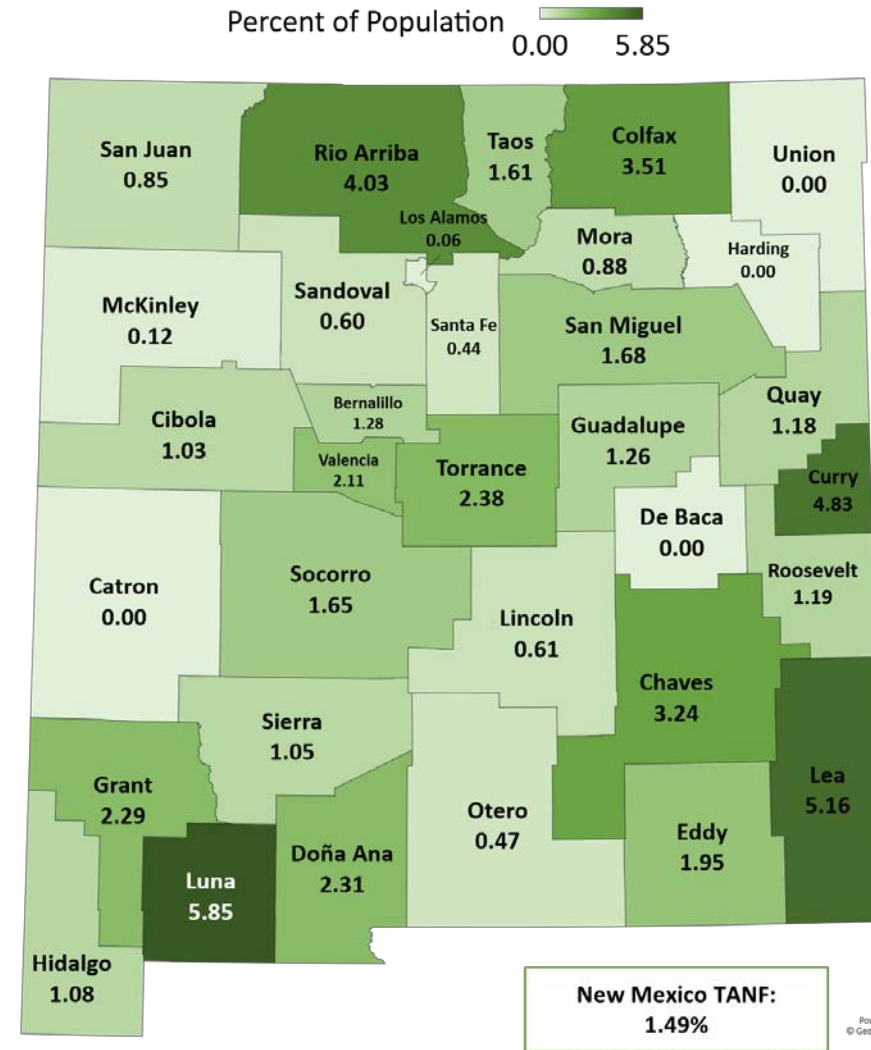 Percent of Population
0.00 5.85
San Juan
0.85
Rio Arriba
4.03
Taos
1.61
Colfax
3.51
Union
0.00
Los Alamos
0.06
Mora
0.88
Harding
0.00
McKinley
0.12
Sandoval
0.60
Santa Fe
0.44
San Miguel
1.68
Quay
1.18
Cibola
1.03
Bernalillo
1.28
Guadalupe
1.26
Valencia
2.11
Torrance
2.38
Curry
4.83
De Baca
0.00
Roosevelt
1.19
Catron
0.00
Socorro
1.65
Lincoln
0.61
Chaves
3.24
Sierra
1.05
Grant
2.29
Otero
0.47
Lea
5.16
Eddy
1.95
Doña Ana
2.31
Luna
5.85
Hidalgo
1.08
New Mexico TANF:
1.49%
Pov
© Geo